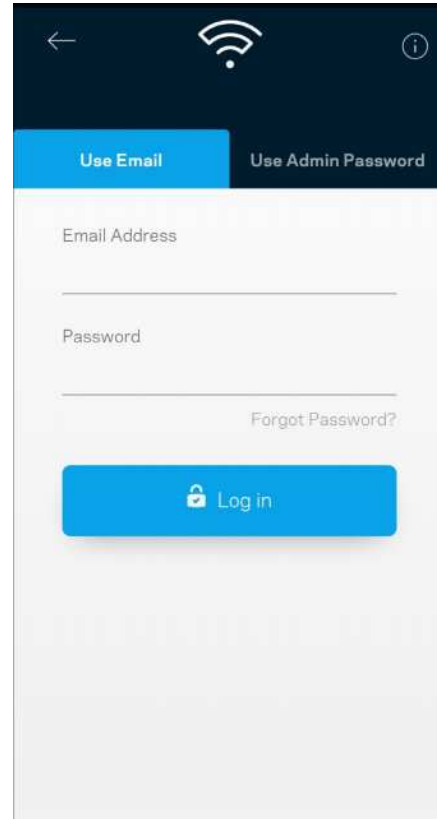 Use Email
Use Admin Password
Email Address
Password
Forgot Password?
Log in